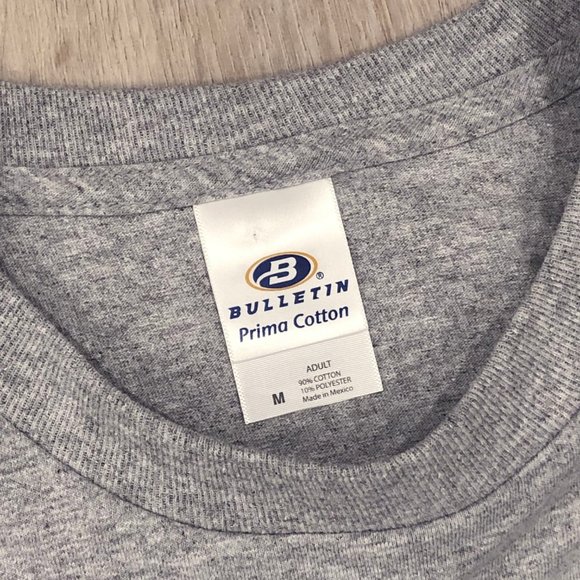 B
®
BULLETIN
Prima Cotton
ADULT
90% COTTON
10% POLYESTER
M Made in Mexico